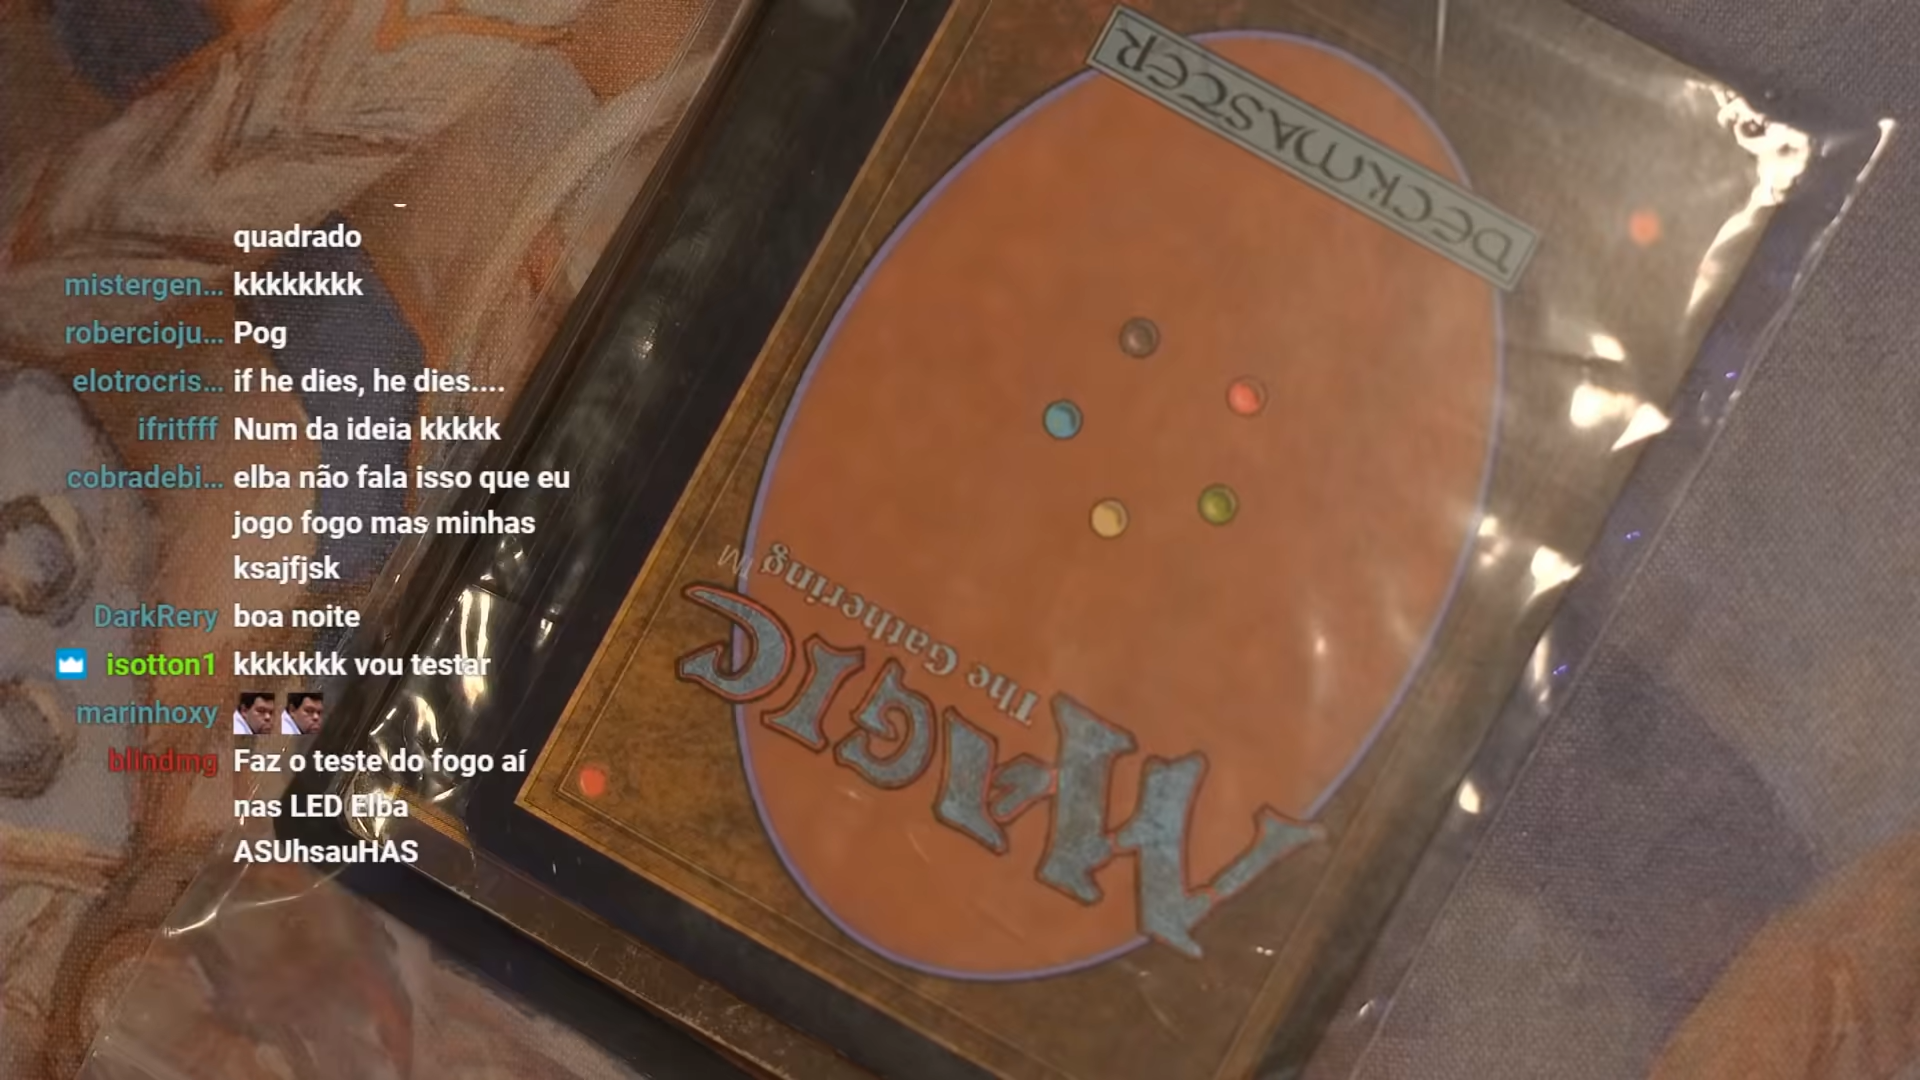 quadrado
mistergen... kkkkkkkk
robercioju... Pog
elotrocris... if he dies, he dies....
ifritfff Num da ideia kkkkk
cobradebi... elba não fala isso que eu
jogo fogo mas minhas
ksajfjsk
DarkRery boa noite
isotton1 kkkkkkk vou testar
marinhoxy
blindmg Faz o teste do fogo aí
nas LED Elba
ASUhsauHAS
DECKMASTER
MAGIC
The Gathering
TM